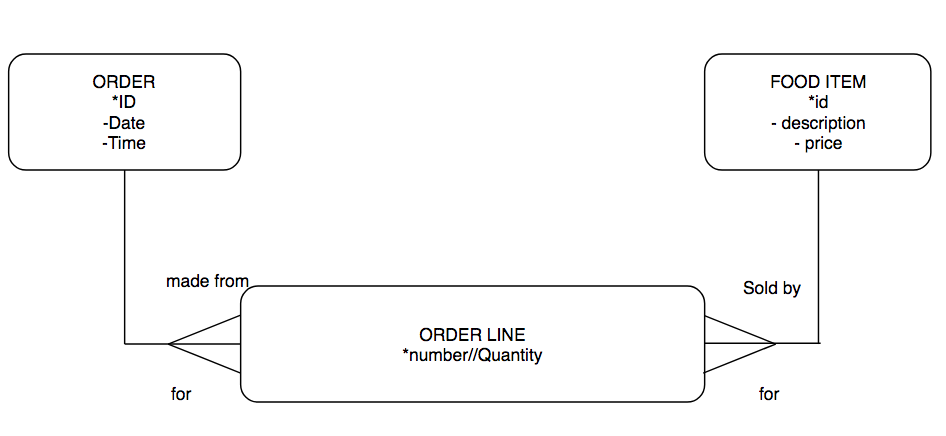 ORDER
*ID
-Date
-Time
FOOD ITEM
*id
- description
- price
made from
Sold by
ORDER LINE
*number//Quantity
for
for